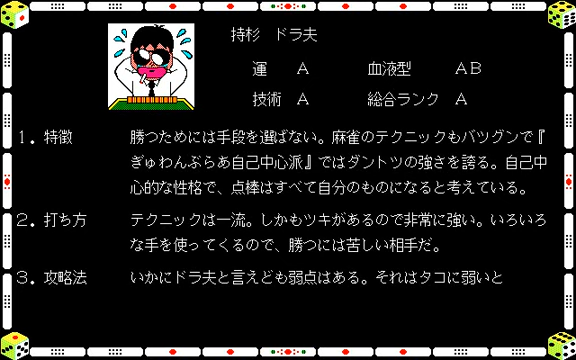 持杉 ドラ夫
運 A 血液型 AB
技術 A 総合ランク A
1. 特徴 勝つためには手段を選ばない。麻雀のテクニックもバツグンで『
ぎゅわんぶらあ自己中心派』ではダントツの強さを誇る。自己中
心的な性格で、点棒はすべて自分のものになると考えている。
2. 打ち方 テクニックは一流。しかもツキがあるので非常に強い。いろいろ
な手を使ってくるので、勝つには苦しい相手だ。
3. 攻略法 いかにドラ夫と言えども弱点はある。それはタコに弱いと